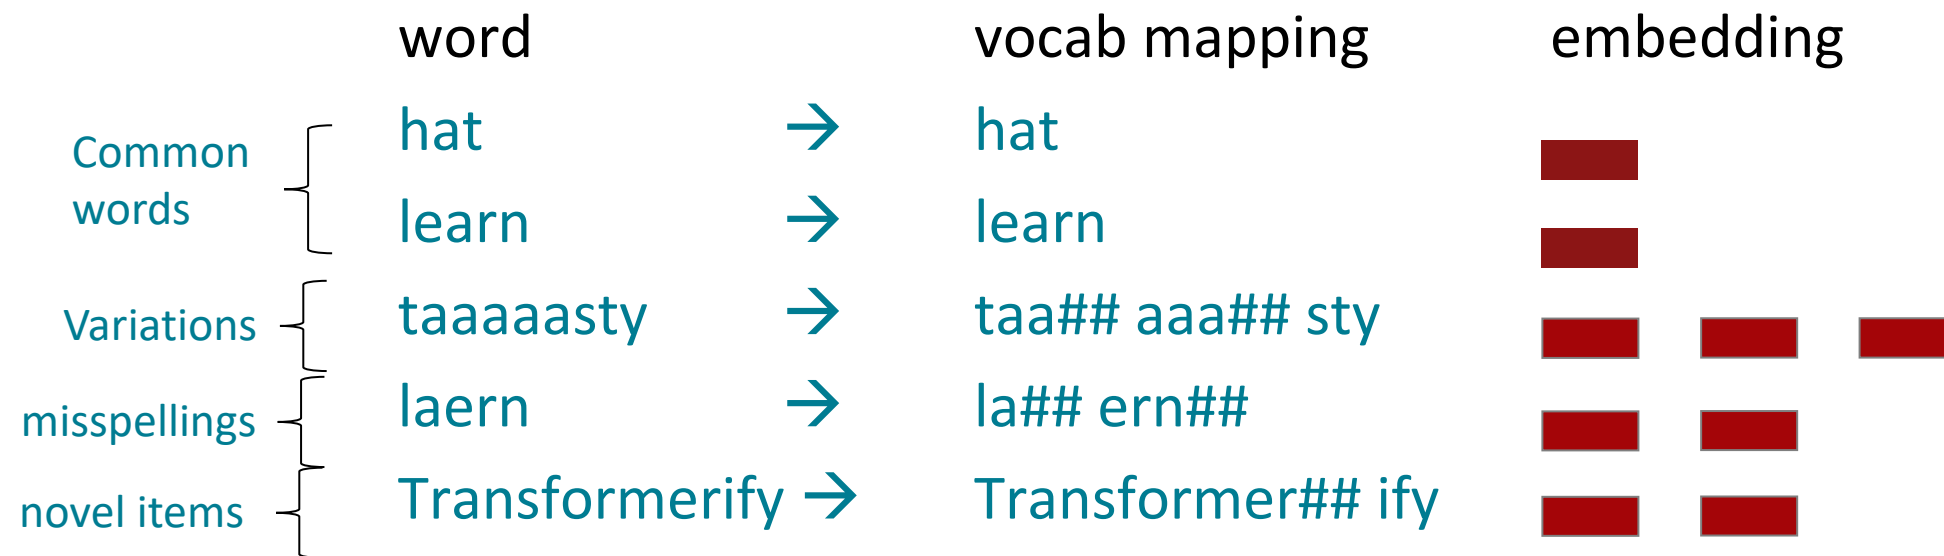 word vocab mapping embedding
Common words
hat → hat
learn → learn
Variations
taaaaasty → taa## aaa## sty
misspellings
laern → la## ern##
novel items
Transformerify → Transformer## ify